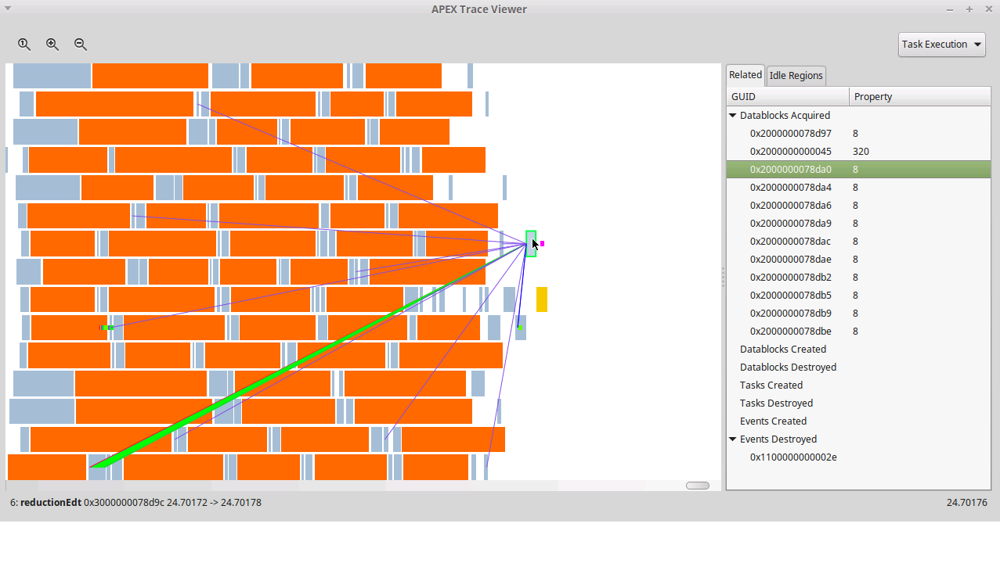 APEX Trace Viewer
1
Task Execution
Related Idle Regions
GUID Property
Datablocks Acquired
0x2000000078d97 8
0x2000000000045 320
0x2000000078da0 8
0x2000000078da4 8
0x2000000078da6 8
0x2000000078da9 8
0x2000000078dac 8
0x2000000078dae 8
0x2000000078db2 8
0x2000000078db5 8
0x2000000078db9 8
0x2000000078dbe 8
Datablocks Created
Datablocks Destroyed
Tasks Created
Tasks Destroyed
Events Created
Events Destroyed
0x1100000000002e
6: reductionEdt 0x3000000078d9c 24.70172 -> 24.70178 24.70176